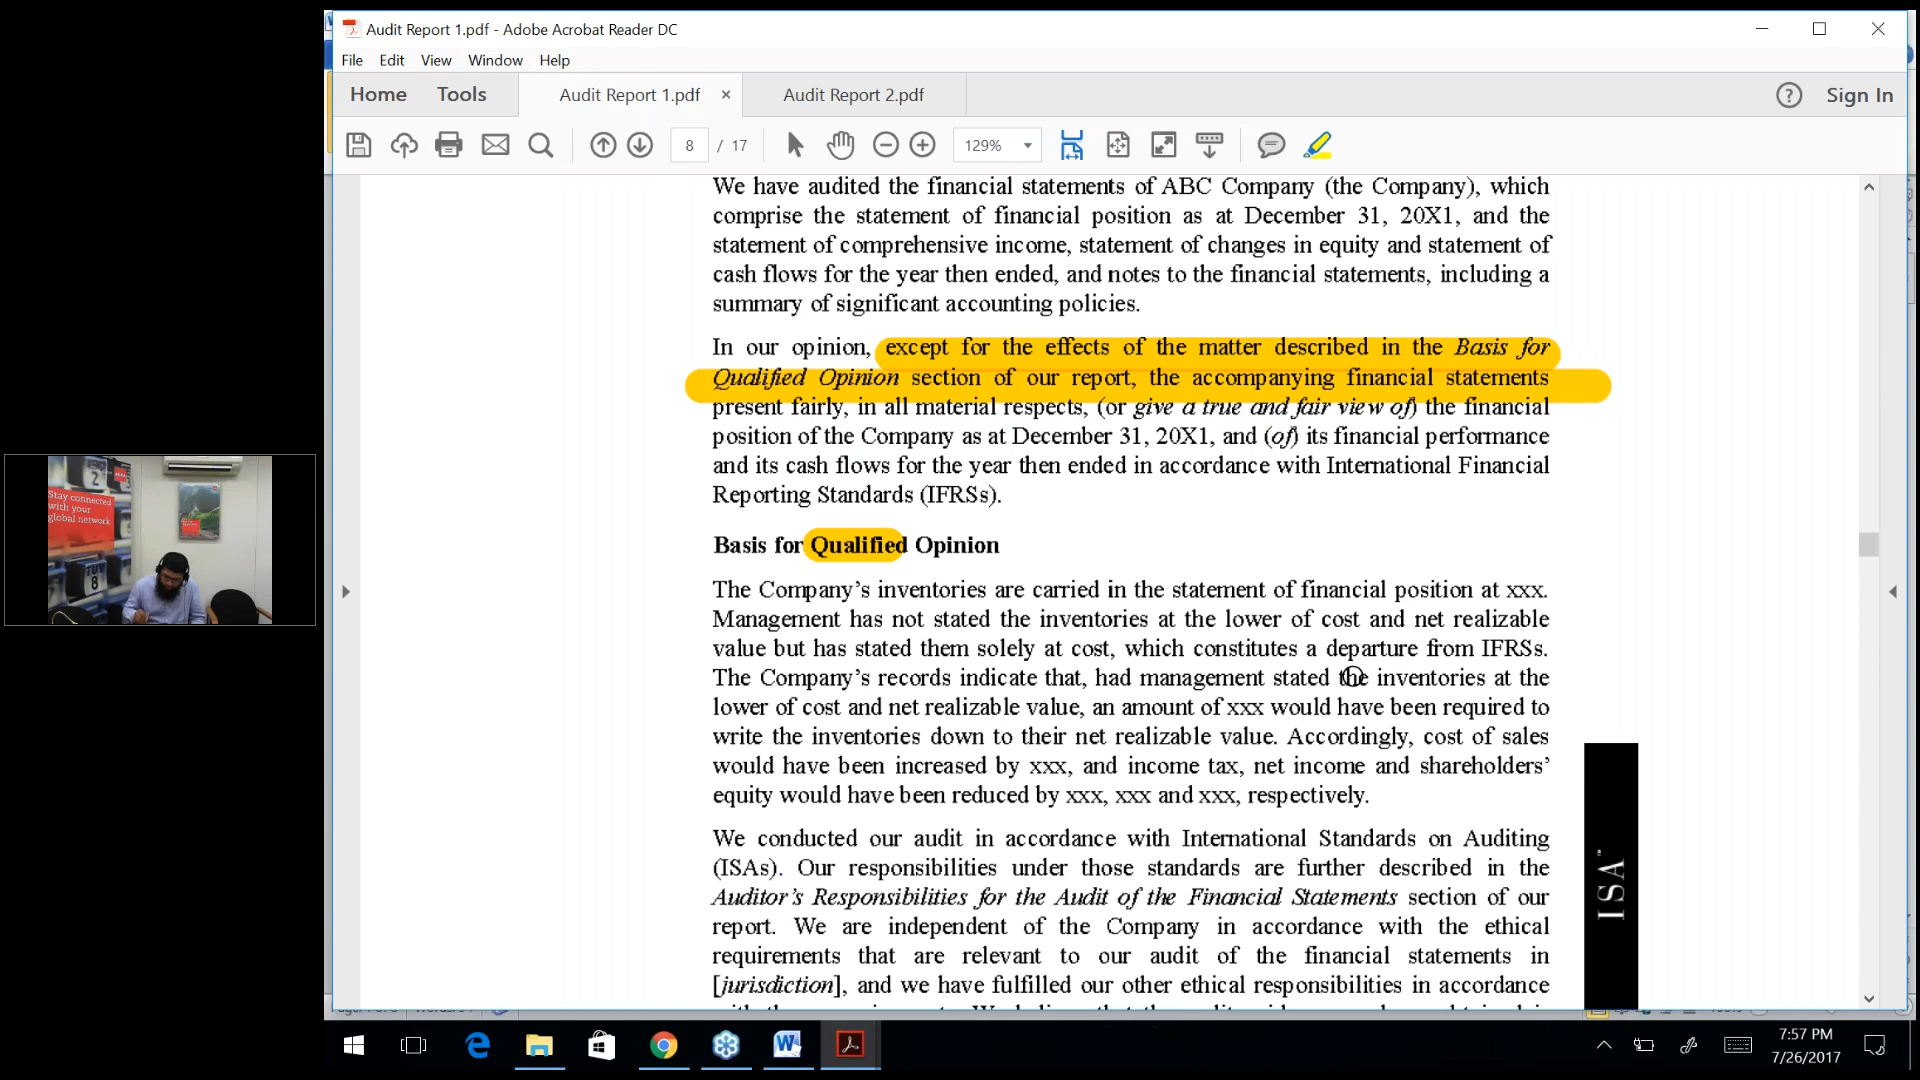 Audit Report 1.pdf - Adobe Acrobat Reader DC
File Edit View Window Help
Home Tools Audit Report 1.pdf × Audit Report 2.pdf ? Sign In
8 / 17 129%
We have audited the financial statements of ABC Company (the Company), which
comprise the statement of financial position as at December 31, 20X1, and the
statement of comprehensive income, statement of changes in equity and statement of
cash flows for the year then ended, and notes to the financial statements, including a
summary of significant accounting policies.
In our opinion, except for the effects of the matter described in the Basis for
Qualified Opinion section of our report, the accompanying financial statements
present fairly, in all material respects, (or give a true and fair view of) the financial
position of the Company as at December 31, 20X1, and (of) its financial performance
and its cash flows for the year then ended in accordance with International Financial
Reporting Standards (IFRSs).
Basis for Qualified Opinion
The Company's inventories are carried in the statement of financial position at xxx.
Management has not stated the inventories at the lower of cost and net realizable
value but has stated them solely at cost, which constitutes a departure from IFRSs.
The Company's records indicate that, had management stated the inventories at the
lower of cost and net realizable value, an amount of xxx would have been required to
write the inventories down to their net realizable value. Accordingly, cost of sales
would have been increased by xxx, and income tax, net income and shareholders'
equity would have been reduced by xxx, xxx and xxx, respectively.
We conducted our audit in accordance with International Standards on Auditing
(ISAs). Our responsibilities under those standards are further described in the
Auditor's Responsibilities for the Audit of the Financial Statements section of our
report. We are independent of the Company in accordance with the ethical
requirements that are relevant to our audit of the financial statements in
[jurisdiction], and we have fulfilled our other ethical responsibilities in accordance
ISA™
Stay connected
with your
global network
2
8
7:57 PM
7/26/2017